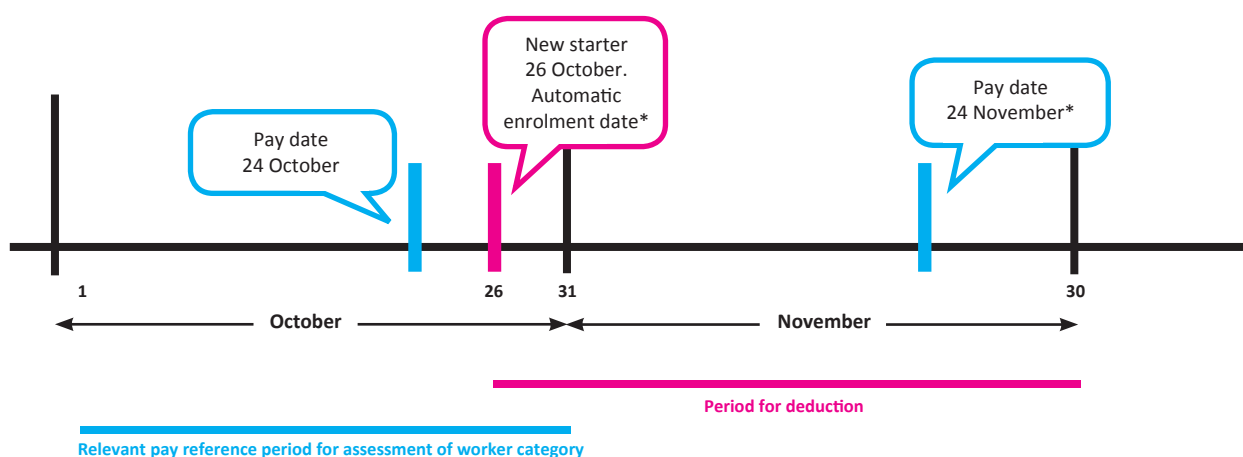 New starter
26 October.
Automatic
enrolment date*
Pay date
24 October
Pay date
24 November*
1
26
31
30
October
November
Period for deduction
Relevant pay reference period for assessment of worker category